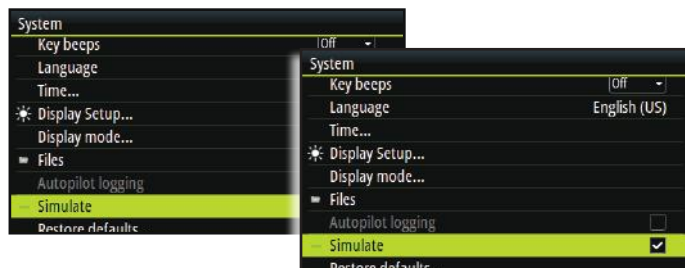 System
Key beeps Off
Language
Time...
Display Setup...
Display mode...
Files
Autopilot logging
Simulate
Restore defaults
System
Key beeps Off
Language English (US)
Time...
Display Setup...
Display mode...
Files
Autopilot logging
Simulate
Restore defaults